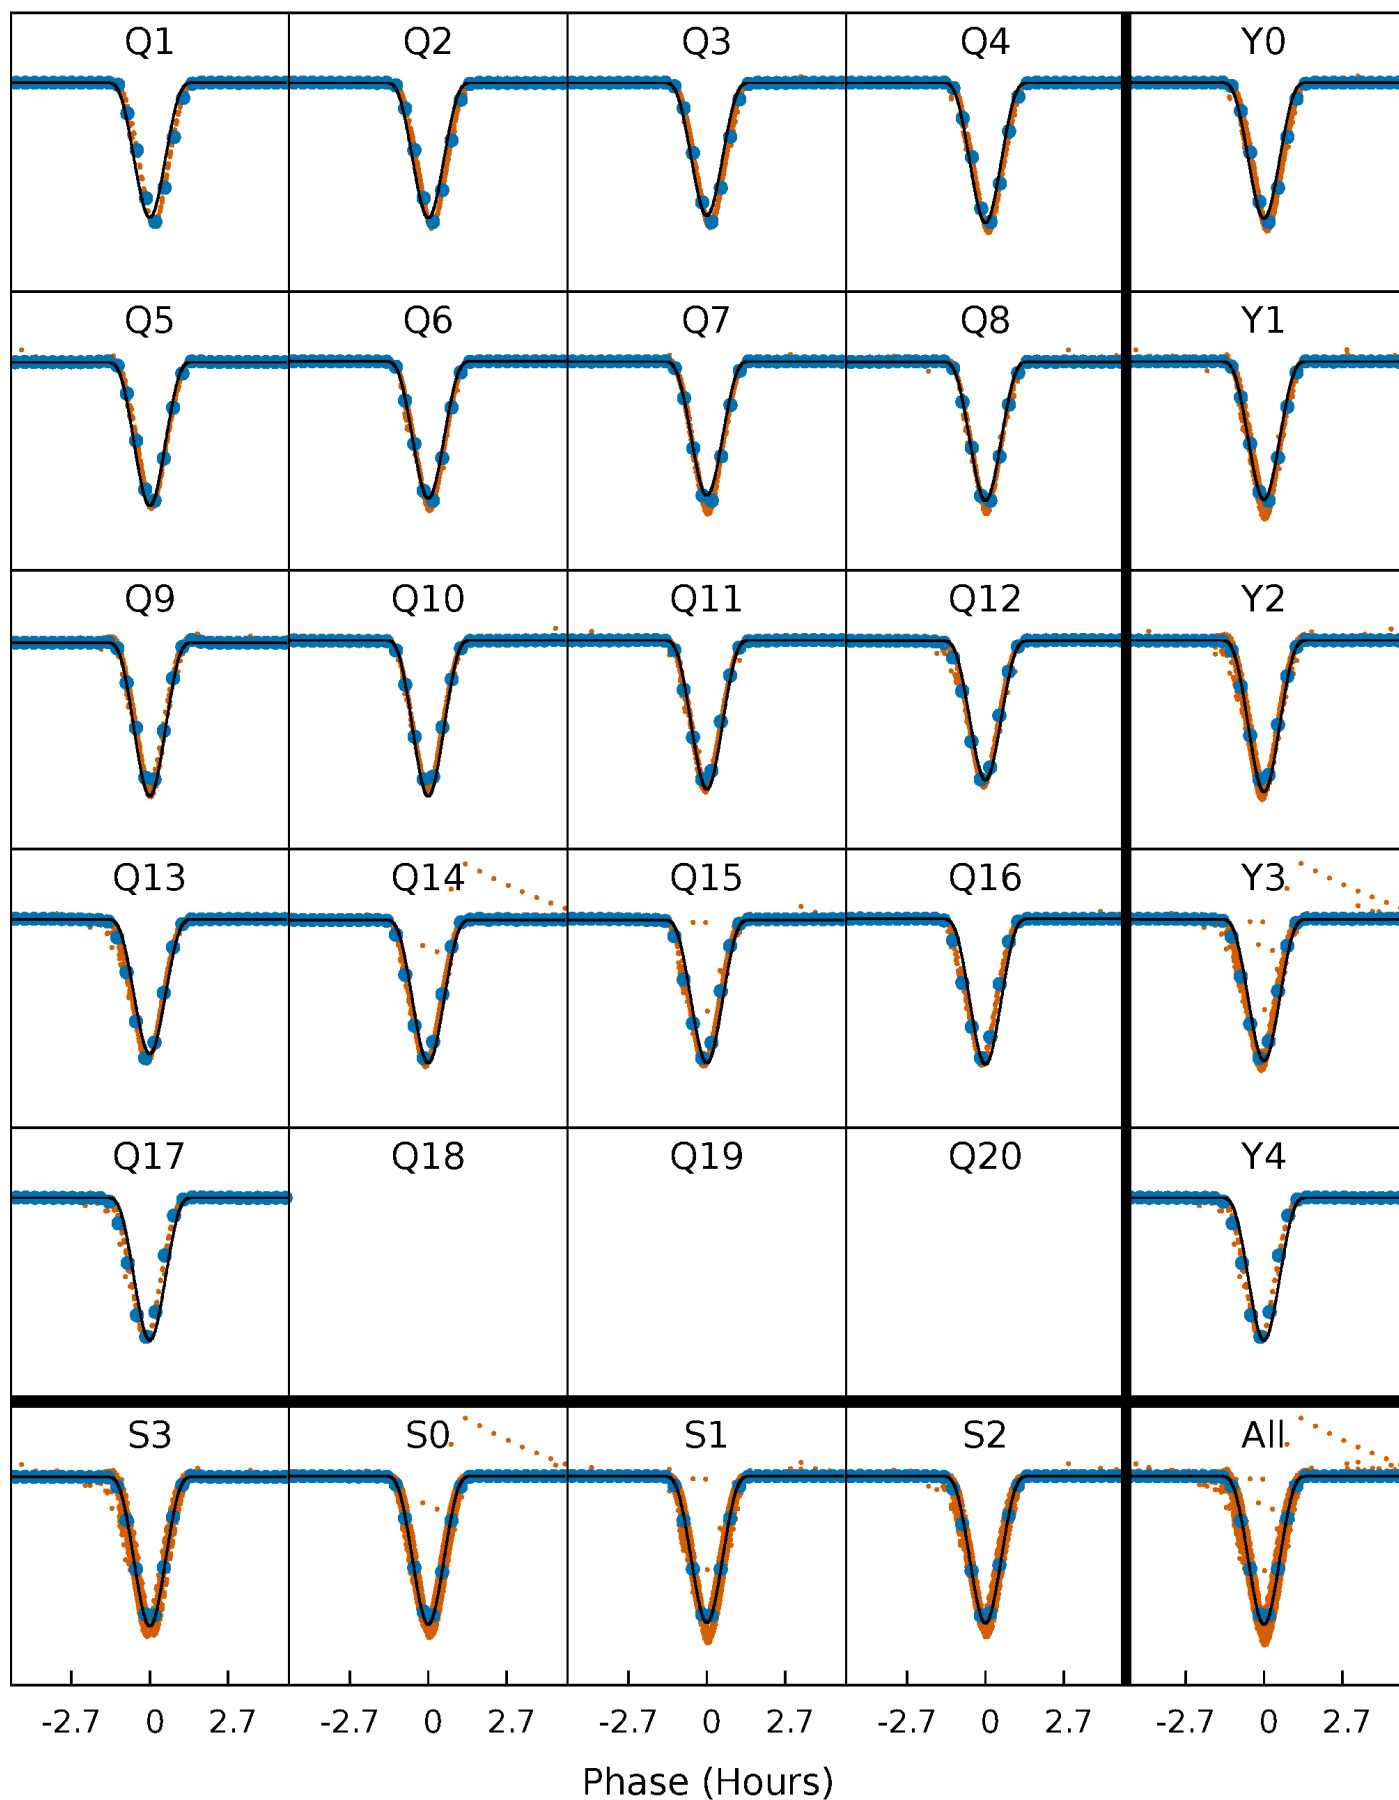 Q1 Q2 Q3 Q4 Y0
Q5 Q6 Q7 Q8 Y1
Q9 Q10 Q11 Q12 Y2
Q13 Q14 Q15 Q16 Y3
Q17 Q18 Q19 Q20 Y4
S3 S0 S1 S2 All
-2.7 0 2.7 -2.7 0 2.7 -2.7 0 2.7 -2.7 0 2.7 -2.7 0 2.7
Phase (Hours)